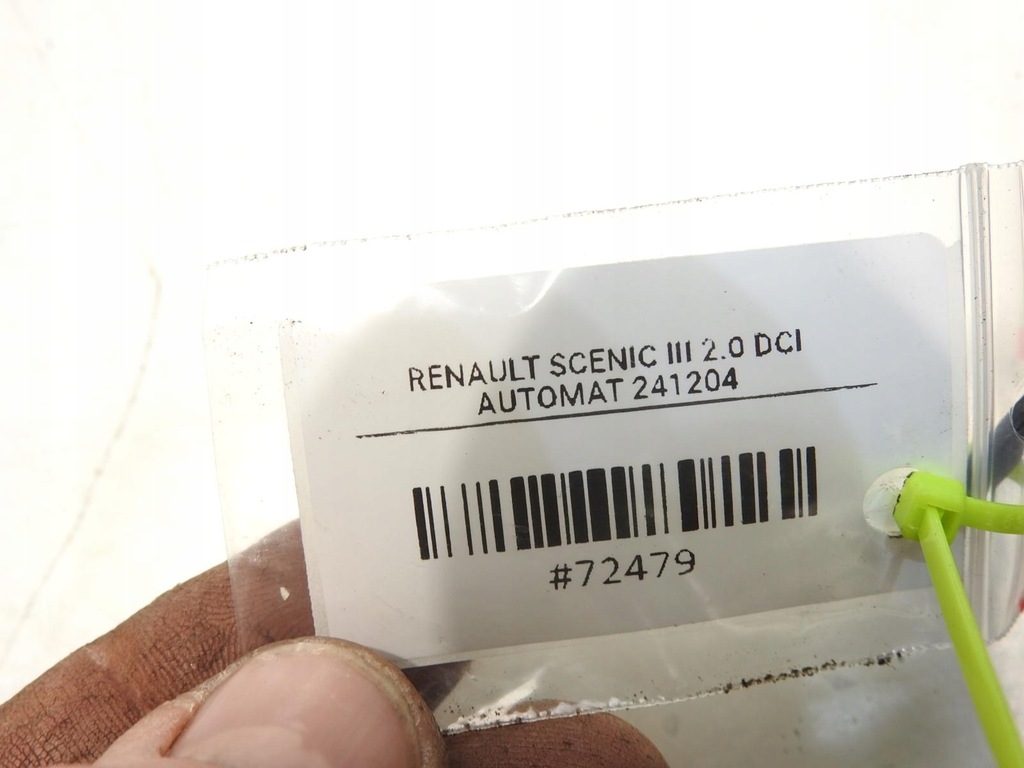 RENAULT SCENIC III 2.0 DCI
AUTOMAT 241204
#72479